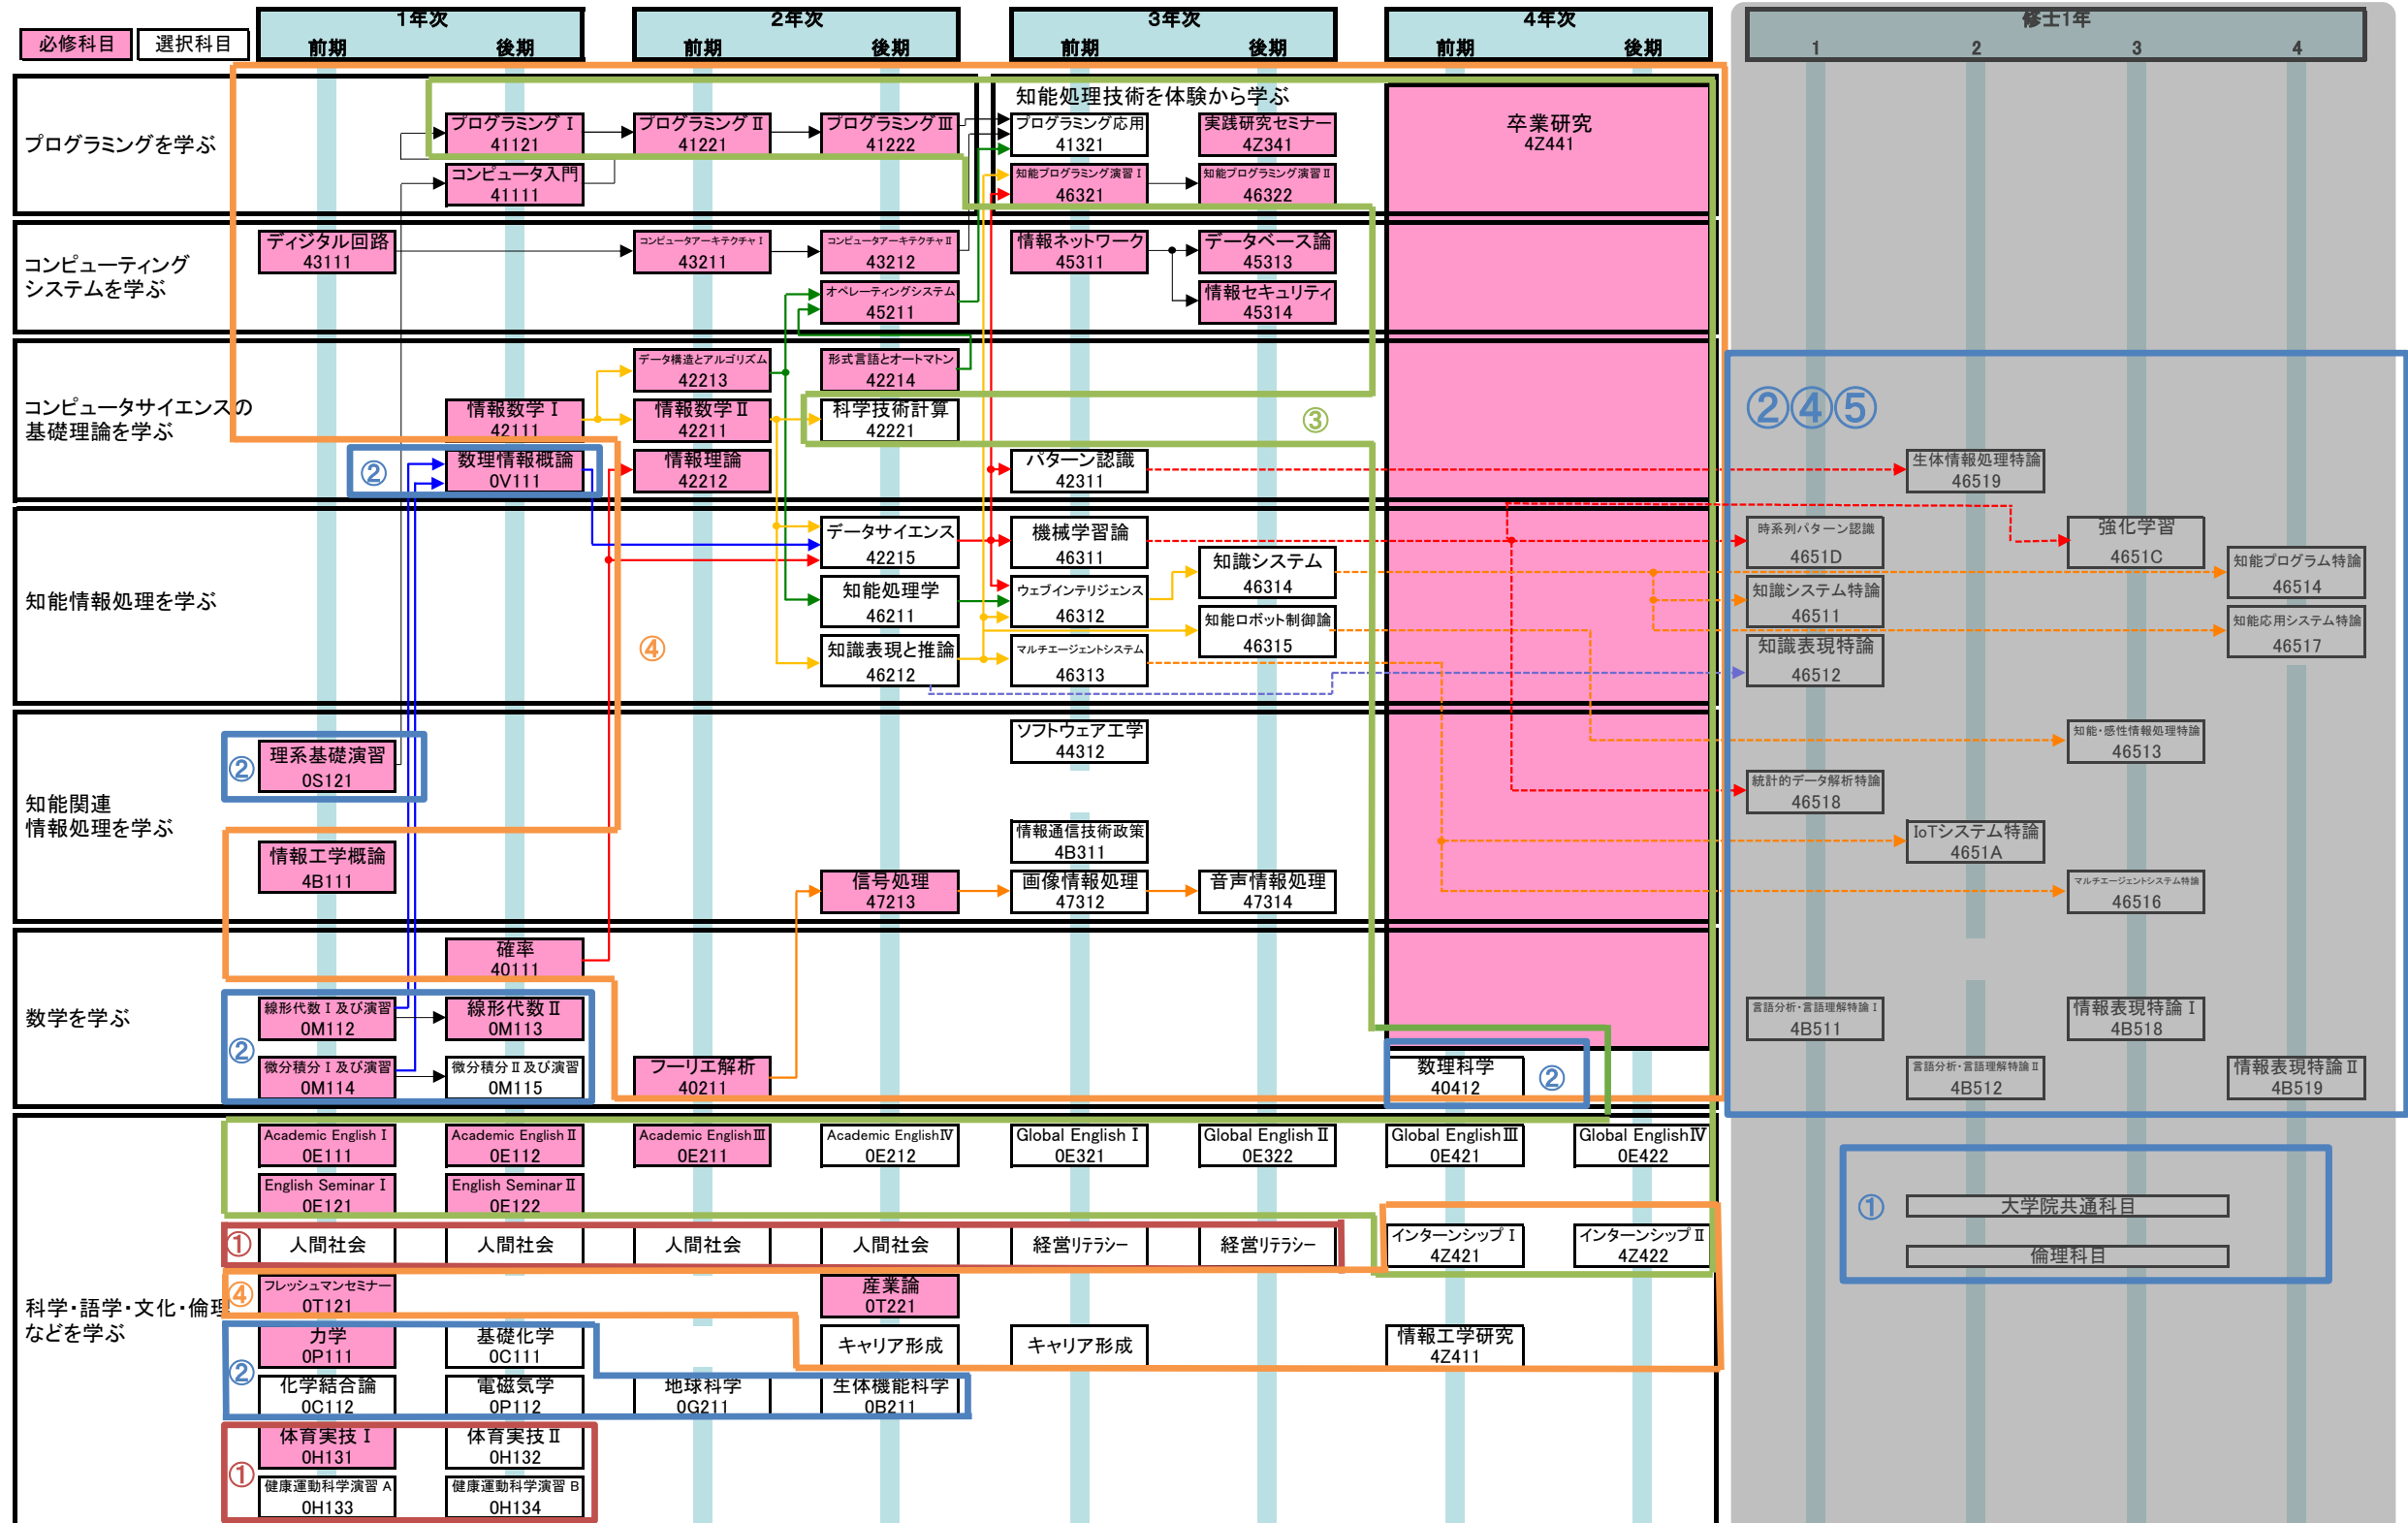 必修科目
選択科目
1年次
前期
後期
2年次
前期
後期
3年次
前期
後期
4年次
前期
後期
修士1年
1
2
3
4
プログラミングを学ぶ
プログラミングⅠ
41121
プログラミングⅡ
41221
プログラミングⅢ
41222
コンピュータ入門
41111
知能処理技術を体験から学ぶ
プログラミング応用
41321
実践研究セミナー
4Z341
知能プログラミング演習Ⅰ
46321
知能プログラミング演習Ⅱ
46322
卒業研究
4Z441
コンピューティング
システムを学ぶ
ディジタル回路
43111
コンピュータアーキテクチャⅠ
43211
コンピュータアーキテクチャⅡ
43212
オペレーティングシステム
45211
情報ネットワーク
45311
データベース論
45313
情報セキュリティ
45314
コンピュータサイエンスの
基礎理論を学ぶ
データ構造とアルゴリズム
42213
形式言語とオートマトン
42214
情報数学Ⅰ
42111
情報数学Ⅱ
42211
科学技術計算
42221
③
②
数理情報概論
0V111
情報理論
42212
パターン認識
42311
②④⑤
生体情報処理特論
46519
知能情報処理を学ぶ
データサイエンス
42215
機械学習論
46311
知識システム
46314
知能処理学
46211
ウェブインテリジェンス
46312
知能ロボット制御論
46315
④
知識表現と推論
46212
マルチエージェントシステム
46313
時系列パターン認識
4651D
強化学習
4651C
知能プログラム特論
46514
知識システム特論
46511
知能応用システム特論
46517
知識表現特論
46512
知能関連
情報処理を学ぶ
②
理系基礎演習
0S121
情報工学概論
4B111
ソフトウェア工学
44312
情報通信技術政策
4B311
信号処理
47213
画像情報処理
47312
音声情報処理
47314
知能・感性情報処理特論
46513
統計的データ解析特論
46518
IoTシステム特論
4651A
マルチエージェントシステム特論
46516
数学を学ぶ
確率
40111
②
線形代数Ⅰ及び演習
0M112
線形代数Ⅱ
0M113
微分積分Ⅰ及び演習
0M114
微分積分Ⅱ及び演習
0M115
フーリエ解析
40211
数理科学
40412
②
言語分析・言語理解特論Ⅰ
4B511
情報表現特論Ⅰ
4B518
言語分析・言語理解特論Ⅱ
4B512
情報表現特論Ⅱ
4B519
科学・語学・文化・倫理
などを学ぶ
Academic EnglishⅠ
0E111
Academic EnglishⅡ
0E112
Academic EnglishⅢ
0E211
Academic EnglishⅣ
0E212
Global EnglishⅠ
0E321
Global EnglishⅡ
0E322
Global EnglishⅢ
0E421
Global EnglishⅣ
0E422
English SeminarⅠ
0E121
English SeminarⅡ
0E122
①
人間社会
人間社会
人間社会
人間社会
経営リテラシー
経営リテラシー
インターンシップⅠ
4Z421
インターンシップⅡ
4Z422
④
フレッシュマンセミナー
0T121
産業論
0T221
②
力学
0P111
基礎化学
0C111
キャリア形成
キャリア形成
情報工学研究
4Z411
化学結合論
0C112
電磁気学
0P112
地球科学
0G211
生体機能科学
0B211
①
体育実技Ⅰ
0H131
体育実技Ⅱ
0H132
健康運動科学演習 A
0H133
健康運動科学演習 B
0H134
①
大学院共通科目
倫理科目